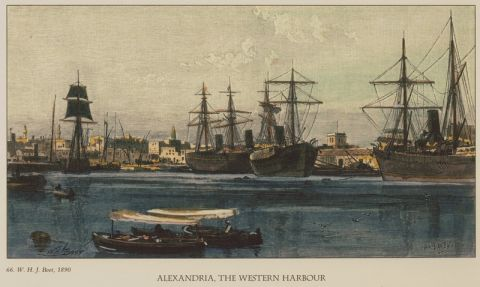 66. W. H. J. Boot, 1890
ALEXANDRIA, THE WESTERN HARBOUR